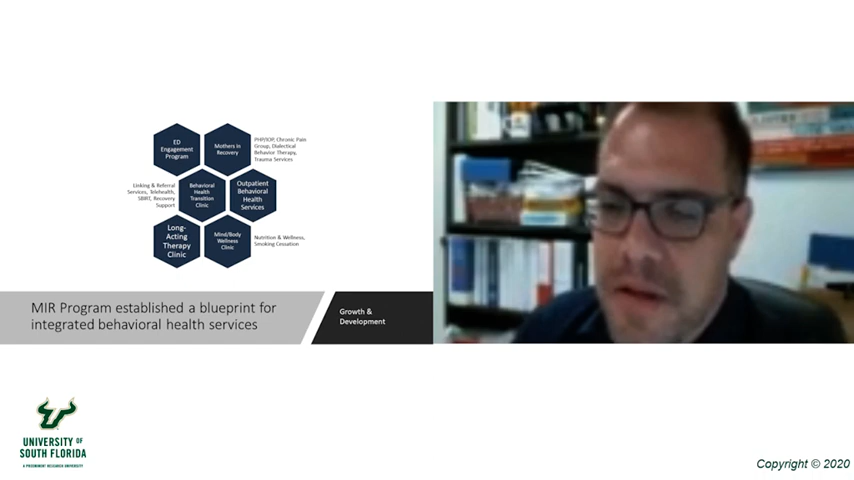 ED
Engagement
Program
Mothers in
Recovery
PHP/IOP, Chronic Pain
Group, Dialectical
Behavior Therapy,
Trauma Services
Linking & Referral
Services, Telehealth,
SBIRT, Recovery
Support
Behavioral
Health
Transition
Clinic
Outpatient
Behavioral
Health
Services
Long-
Acting
Therapy
Clinic
Mind/Body
Wellness
Clinic
Nutrition & Wellness,
Smoking Cessation
MIR Program established a blueprint for
integrated behavioral health services
Growth &
Development
UNIVERSITY OF
SOUTH FLORIDA
A PREEMINENT RESEARCH UNIVERSITY
Copyright © 2020